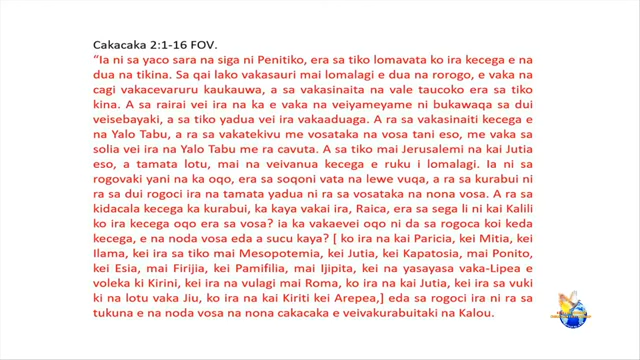 Cakacaka 2:1-16 FOV.
“Ia ni sa yaco sara na siga ni Penitiko, era sa tiko lomavata ko ira kecega e na
dua na tikina. Sa qai lako vakasauri mai lomalagi e dua na rorogo, e vaka na
cagi vakacevaruru kaukauwa, a sa vakasinaita na vale taucoko era sa tiko
kina. A sa rairai vei ira na ka e vaka na veiyameyame ni bukawaqa sa dui
veisebayaki, a sa tiko yadua vei ira vakaaduaga. A ra sa vakasinaiti kecega e
na Yalo Tabu, a ra sa vakatekivu me vosataka na vosa tani eso, me vaka sa
solia vei ira na Yalo Tabu me ra cavuta. A sa tiko mai Jerusalemi na kai Jutia
eso, a tamata lotu, mai na veivanua kecega e ruku i lomalagi. Ia ni sa
rogovaki yani na ka oqo, era sa soqoni vata na lewe vuqa, a ra sa kurabui ni
ra sa dui rogoci ira na tamata yadua ni ra sa vosataka na nona vosa. A ra sa
kidacala kecega ka kurabui, ka kaya vakai ira, Raica, era sa sega li ni kai Kalili
ko ira kecega oqo era sa vosa? ia ka vakaevei oqo ni da sa rogoca koi keda
kecega, e na noda vosa eda a sucu kaya? [ ko ira na kai Paricia, kei Mitia, kei
Ilama, kei ira sa tiko mai Mesopotemia, kei Jutia, kei Kapatosia, mai Ponito,
kei Esia, mai Firijia, kei Pamifilia, mai Ijipita, kei na yasayasa vaka-Lipea e
voleka ki Kirini, kei ira na vulagi mai Roma, ko ira na kai Jutia, kei ira sa vuki
ki na lotu vaka Jiu, ko ira na kai Kiriti kei Arepea,] eda sa rogoci ira ni ra sa
tukuna e na noda vosa na nona cakacaka e veivakurabuitaki na Kalou.